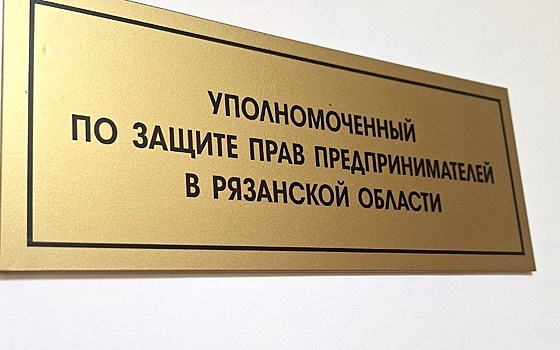 УПОЛНОМОЧЕННЫЙ
ПО ЗАЩИТЕ ПРАВ ПРЕДПРИНИМАТЕЛЕЙ
В РЯЗАНСКОЙ ОБЛАСТИ